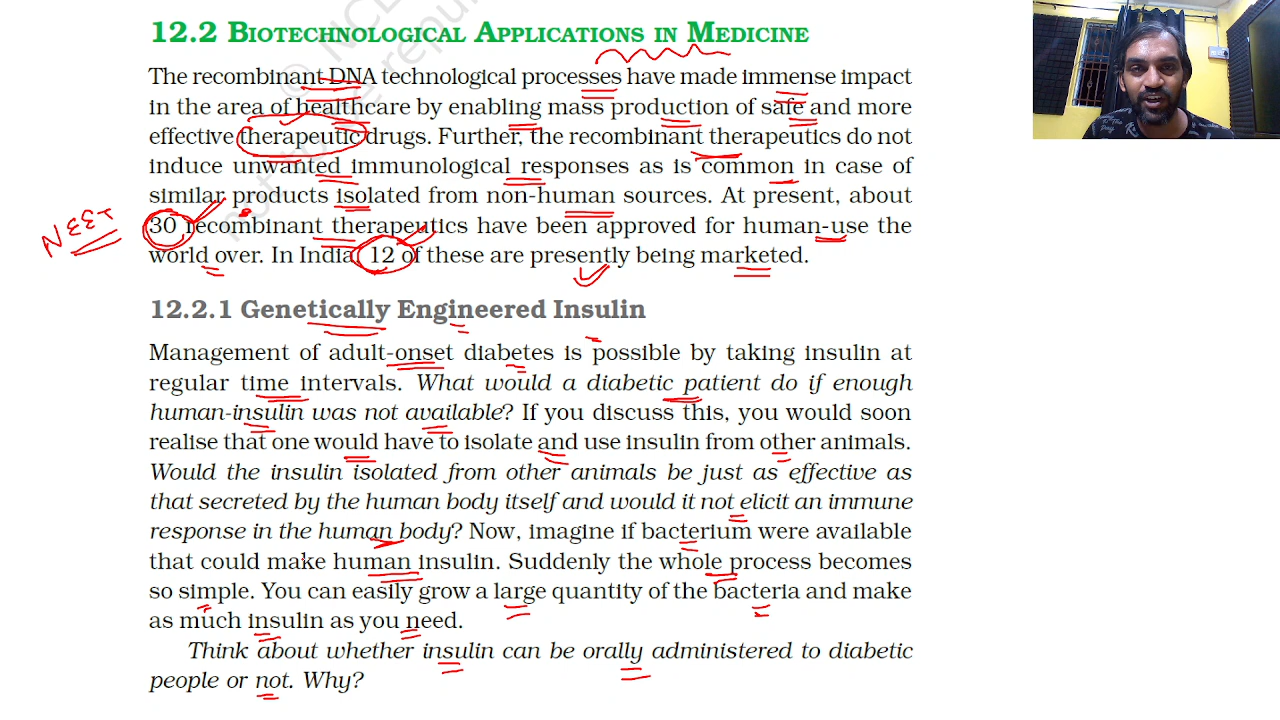 12.2 BIOTECHNOLOGICAL APPLICATIONS IN MEDICINE
The recombinant DNA technological processes have made immense impact
in the area of healthcare by enabling mass production of safe and more
effective therapeutic drugs. Further, the recombinant therapeutics do not
induce unwanted immunological responses as is common in case of
similar products isolated from non-human sources. At present, about
NEET
30 recombinant therapeutics have been approved for human-use the
world over. In India, 12 of these are presently being marketed.
12.2.1 Genetically Engineered Insulin
Management of adult-onset diabetes is possible by taking insulin at
regular time intervals. What would a diabetic patient do if enough
human-insulin was not available? If you discuss this, you would soon
realise that one would have to isolate and use insulin from other animals.
Would the insulin isolated from other animals be just as effective as
that secreted by the human body itself and would it not elicit an immune
response in the human body? Now, imagine if bacterium were available
that could make human insulin. Suddenly the whole process becomes
so simple. You can easily grow a large quantity of the bacteria and make
as much insulin as you need.
Think about whether insulin can be orally administered to diabetic
people or not. Why?